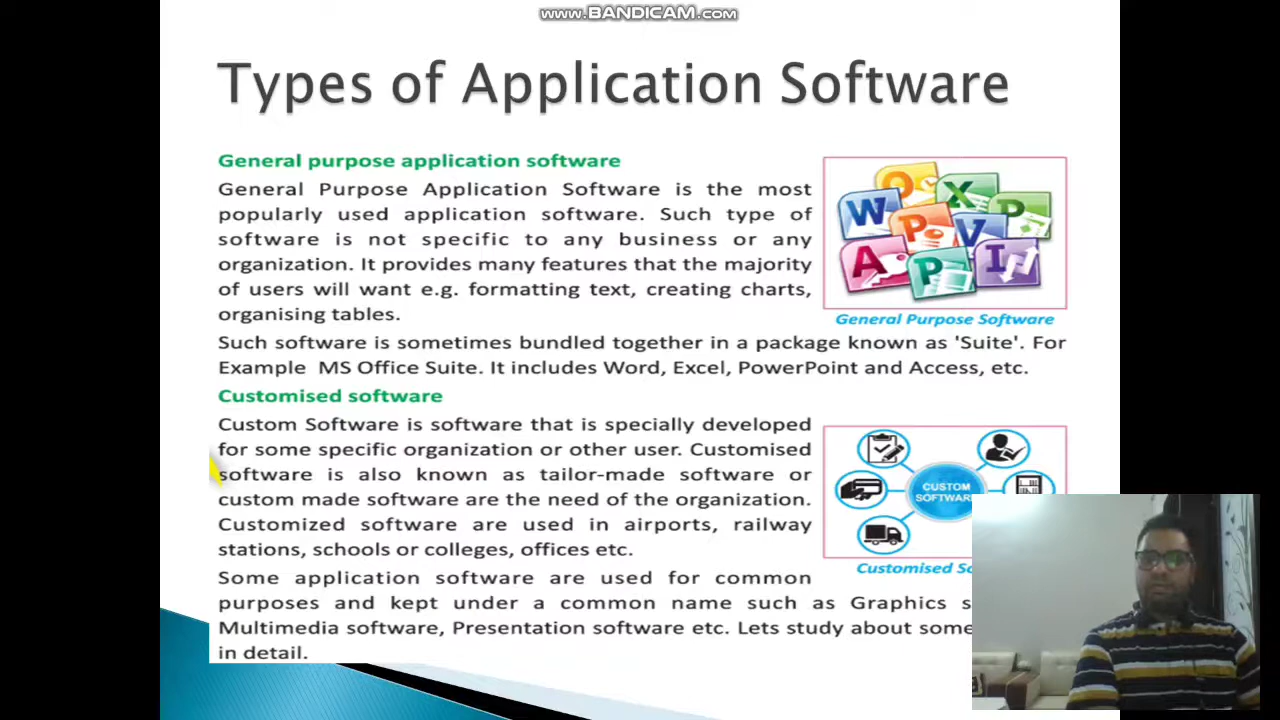 www.BANDICAM.com
Types of Application Software
General purpose application software
General Purpose Application Software is the most
popularly used application software. Such type of
software is not specific to any business or any
organization. It provides many features that the majority
of users will want e.g. formatting text, creating charts,
organising tables.
O X W P P V A P I
General Purpose Software
Such software is sometimes bundled together in a package known as 'Suite'. For
Example MS Office Suite. It includes Word, Excel, PowerPoint and Access, etc.
Customised software
Custom Software is software that is specially developed
for some specific organization or other user. Customised
software is also known as tailor-made software or
custom made software are the need of the organization.
Customized software are used in airports, railway
stations, schools or colleges, offices etc.
CUSTOM
SOFTWARE
Customised
Some application software are used for common
purposes and kept under a common name such as Graphics
Multimedia software, Presentation software etc. Lets study about some
in detail.